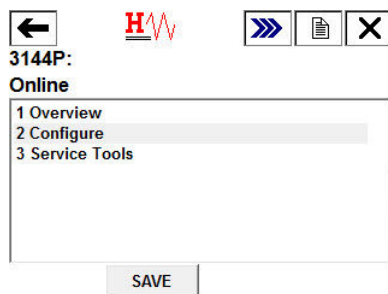 H
3144P:
Online
1 Overview
2 Configure
3 Service Tools
SAVE